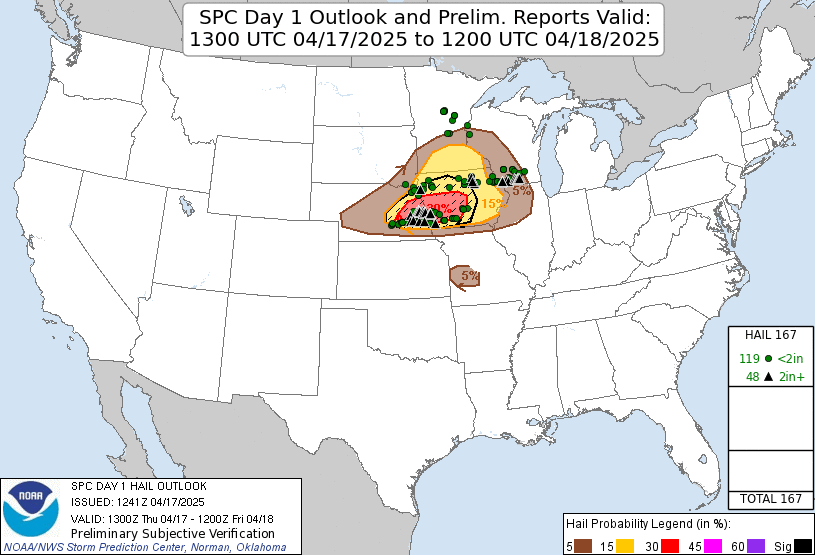 SPC Day 1 Outlook and Prelim. Reports Valid:
1300 UTC 04/17/2025 to 1200 UTC 04/18/2025
5%
15%
30%
5%
HAIL 167
119 <2in
48 2in+
TOTAL 167
NOAA
SPC DAY 1 HAIL OUTLOOK
ISSUED: 1241Z 04/17/2025
VALID: 1300Z Thu 04/17 - 1200Z Fri 04/18
Preliminary Subjective Verification
NOAA/NWS Storm Prediction Center, Norman, Oklahoma
Hail Probability Legend (in %):
5 15 30 45 60 Sig